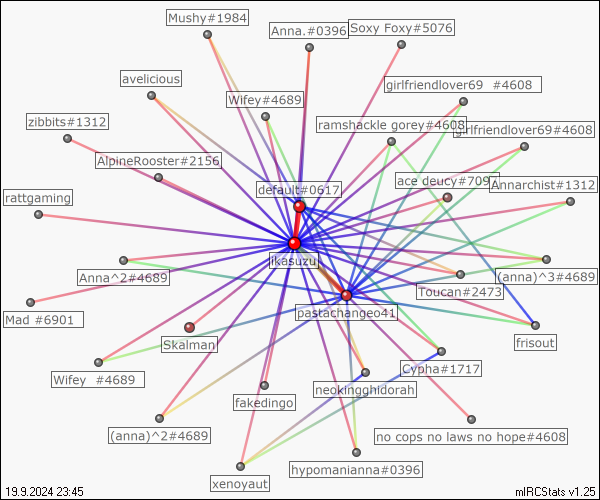 Mushy#1984
Anna.#0396
Soxy Foxy#5076
avelicious
girlfriendlover69 #4608
Wifey#4689
zibbits#1312
ramshackle gorey#4608
girlfriendlover69#4608
AlpineRooster#2156
default#0617
ace deucy#7097
Annarchist#1312
rattgaming
ikasuzu
Anna^2#4689
(anna)^3#4689
Toucan#2473
Mad #6901
pastachangeo41
Skalman
frisout
Cypha#1717
Wifey #4689
neokingghidorah
fakedingo
(anna)^2#4689
no cops no laws no hope#4608
hypomanianna#0396
xenoyaut
19.9.2024 23:45
mIRCStats v1.25